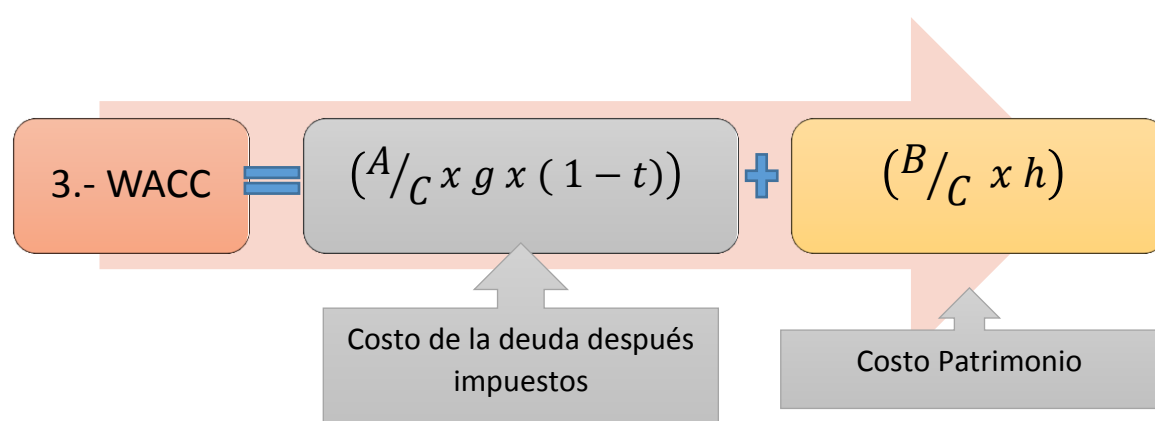 3.- WACC = (A/C x g x ( 1 − t)) + (B/C x h)
Costo de la deuda después
impuestos
Costo Patrimonio